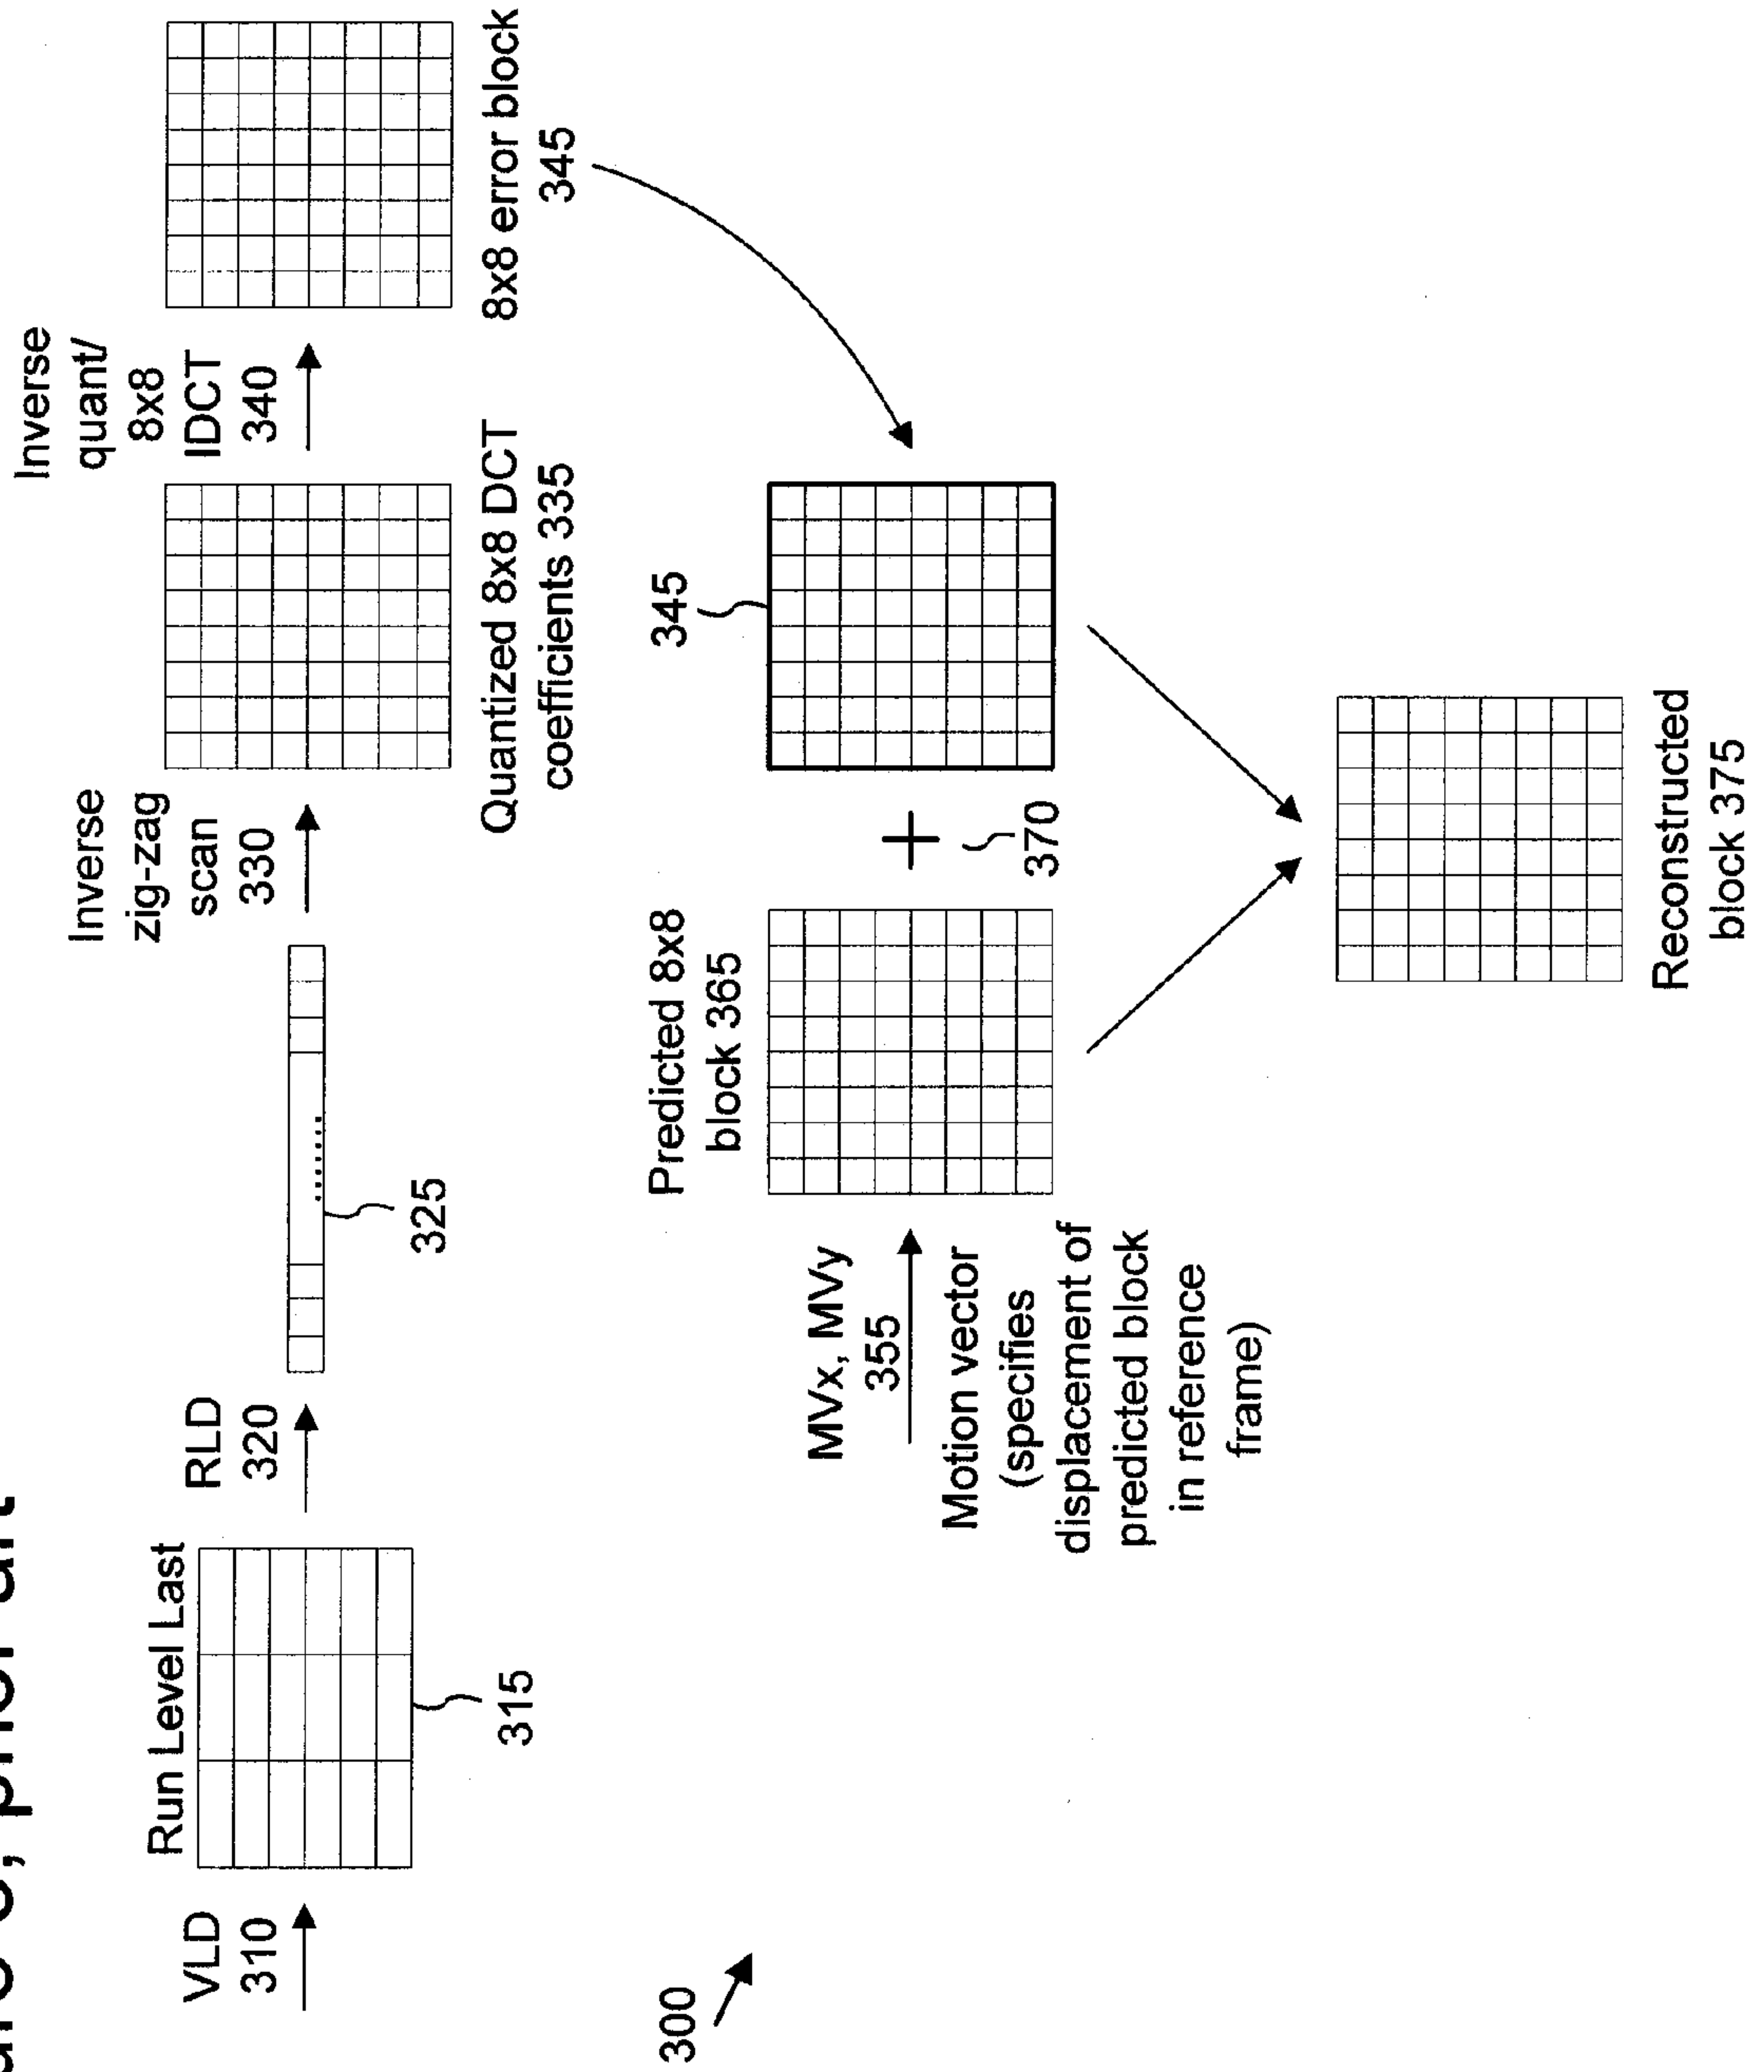 prior art
VLD
310
Run Level Last
315
RLD
320
325
Inverse
zig-zag
scan
330
Quantized 8x8 DCT
coefficients 335
Inverse
quant/
8x8
IDCT
340
8x8 error block
345
300
MVx, MVy
355
Motion vector
(specifies
displacement of
predicted block
in reference
frame)
Predicted 8x8
block 365
+
370
345
Reconstructed
block 375